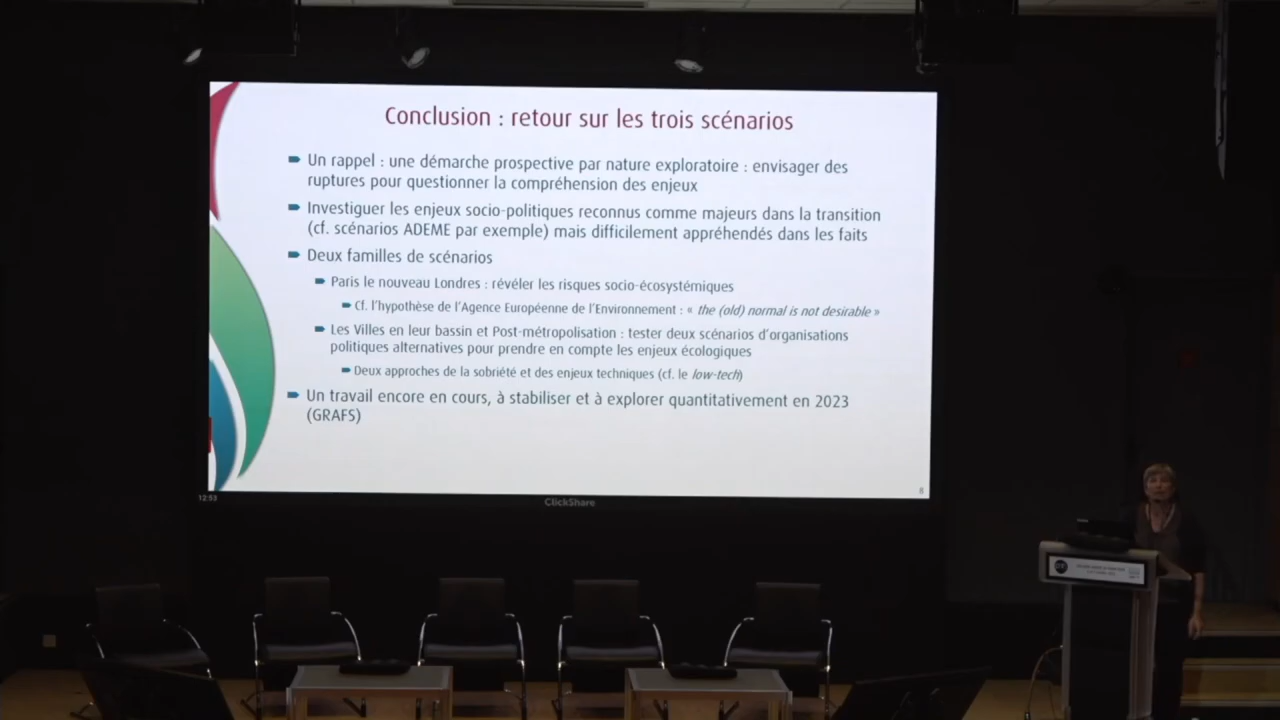 Conclusion : retour sur les trois scénarios
Un rappel : une démarche prospective par nature exploratoire : envisager des
ruptures pour questionner la compréhension des enjeux
Investiguer les enjeux socio-politiques reconnus comme majeurs dans la transition
(cf. scénarios ADEME par exemple) mais difficilement appréhendés dans les faits
Deux familles de scénarios
Paris le nouveau Londres : révéler les risques socio-écosystémiques
Cf. l'hypothèse de l'Agence Européenne de l'Environnement : « the (old) normal is not desirable »
Les Villes en leur bassin et Post-métropolisation : tester deux scénarios d'organisations
politiques alternatives pour prendre en compte les enjeux écologiques
Deux approches de la sobriété et des enjeux techniques (cf. le low-tech)
Un travail encore en cours, à stabiliser et à explorer quantitativement en 2023
(GRAFS)
8
12:53
ClickShare